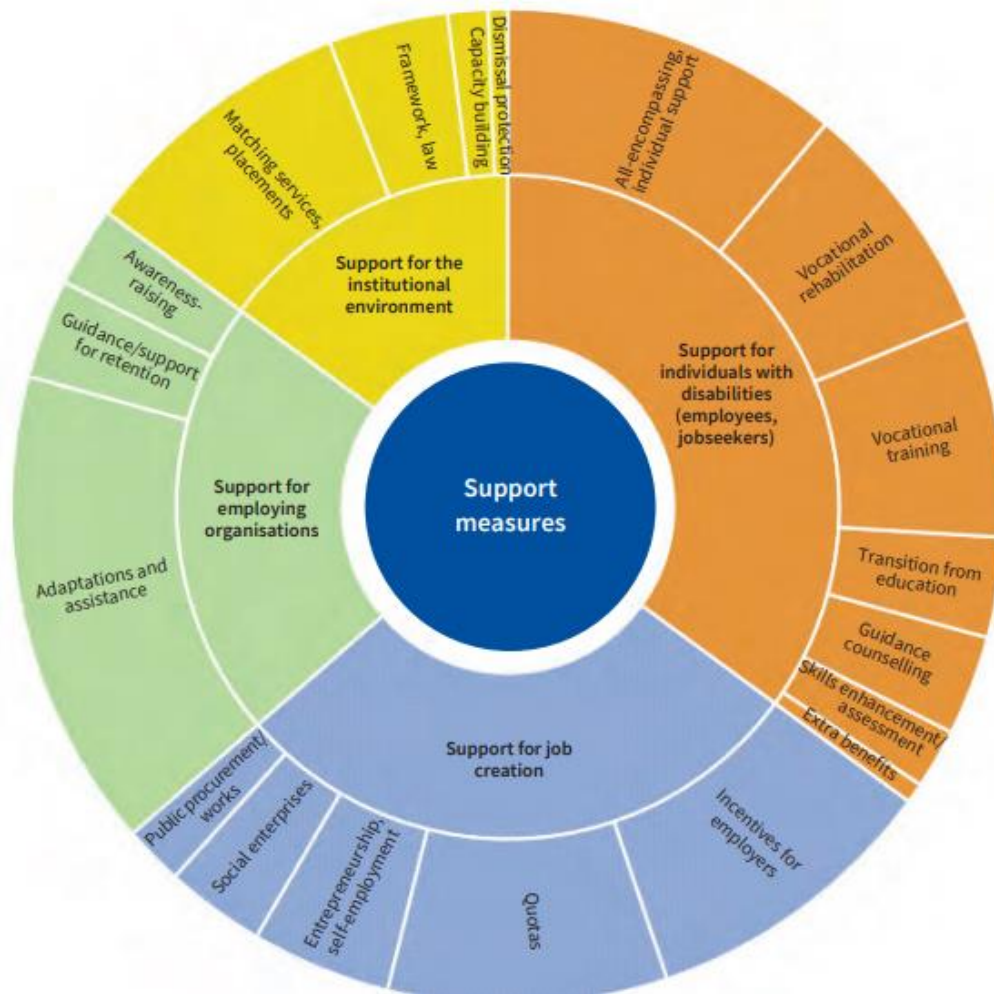 Support
measures
Support for
individuals with
disabilities
(employees,
jobseekers)
All-encompassing,
individual support
Vocational
rehabilitation
Vocational
training
Transition from
education
Guidance
counselling
Skills enhancement/
assessment
Extra benefits
Support for job
creation
Incentives for
employers
Quotas
Entrepreneurship,
self-employment
Social enterprises
Public procurement/
works
Support for
employing
organisations
Adaptations and
assistance
Guidance/support
for retention
Awareness-
raising
Support for the
institutional
environment
Matching services,
placements
Framework, law
Capacity building
Dismissal protection